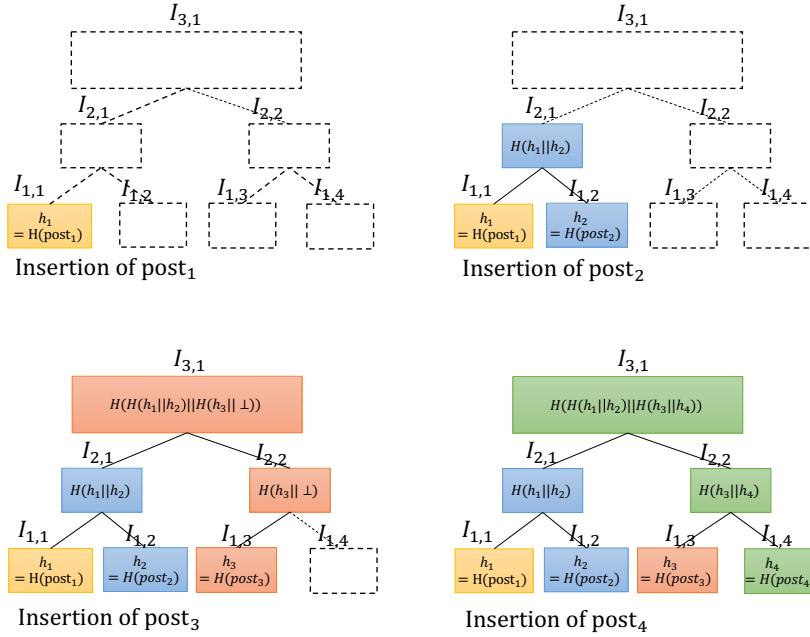 I₃,₁
I₂,₁ I₂,₂
I₁,₁ I₁,₂ I₁,₃ I₁,₄
h₁
= H(post₁)
Insertion of post₁
I₃,₁
I₂,₁ I₂,₂
H(h₁||h₂)
I₁,₁ I₁,₂ I₁,₃ I₁,₄
h₁
= H(post₁)
h₂
= H(post₂)
Insertion of post₂
I₃,₁
H(H(h₁||h₂)||H(h₃|| ⊥))
I₂,₁ I₂,₂
H(h₁||h₂) H(h₃|| ⊥)
I₁,₁ I₁,₂ I₁,₃ I₁,₄
h₁
= H(post₁)
h₂
= H(post₂)
h₃
= H(post₃)
Insertion of post₃
I₃,₁
H(H(h₁||h₂)||H(h₃||h₄))
I₂,₁ I₂,₂
H(h₁||h₂) H(h₃||h₄)
I₁,₁ I₁,₂ I₁,₃ I₁,₄
h₁
= H(post₁)
h₂
= H(post₂)
h₃
= H(post₃)
h₄
= H(post₄
Insertion of post₄